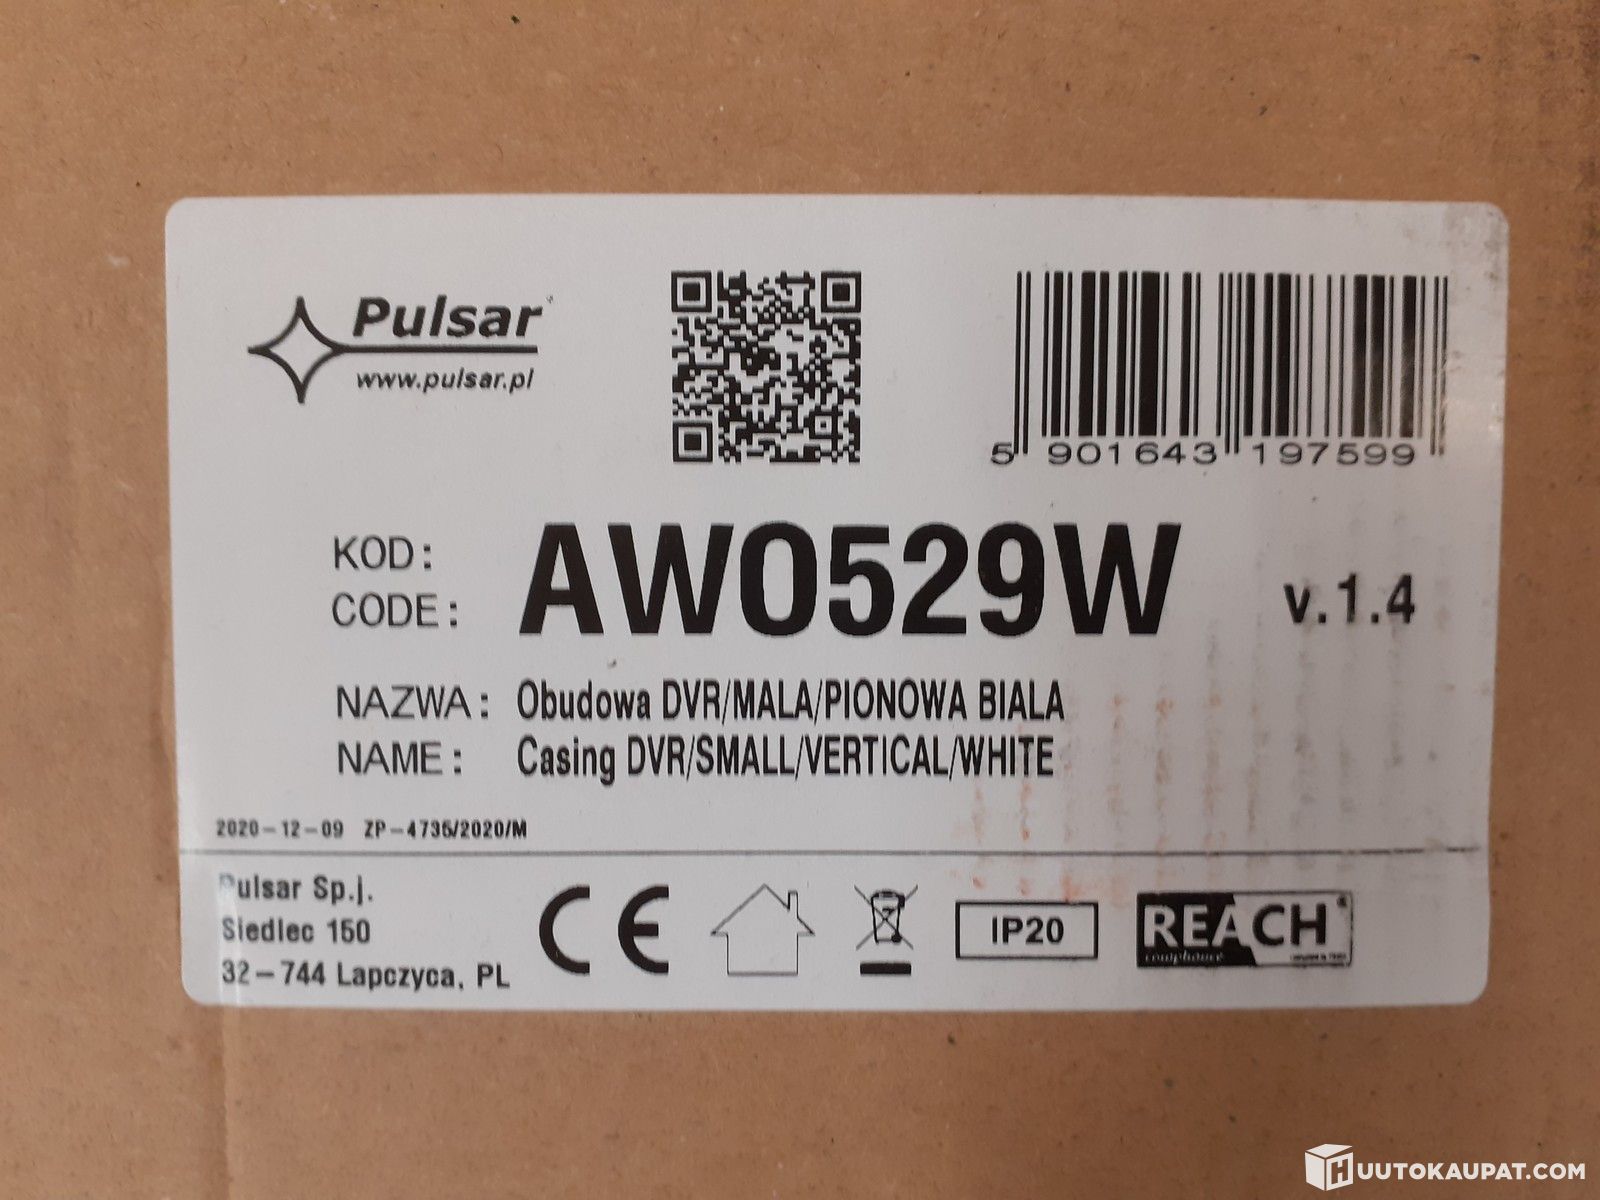 Pulsar
www.pulsar.pl
5 901643 197599
KOD:
CODE:
AWO529W
v.1.4
NAZWA: Obudowa DVR/MALA/PIONOWA BIALA
NAME: Casing DVR/SMALL/VERTICAL/WHITE
2020-12-09 ZP-4735/2020/M
Pulsar Sp.j.
Siedlec 150
32-744 Lapczyca, PL
CE
IP20
REACH
compliance
HUUTOKAUPAT.COM